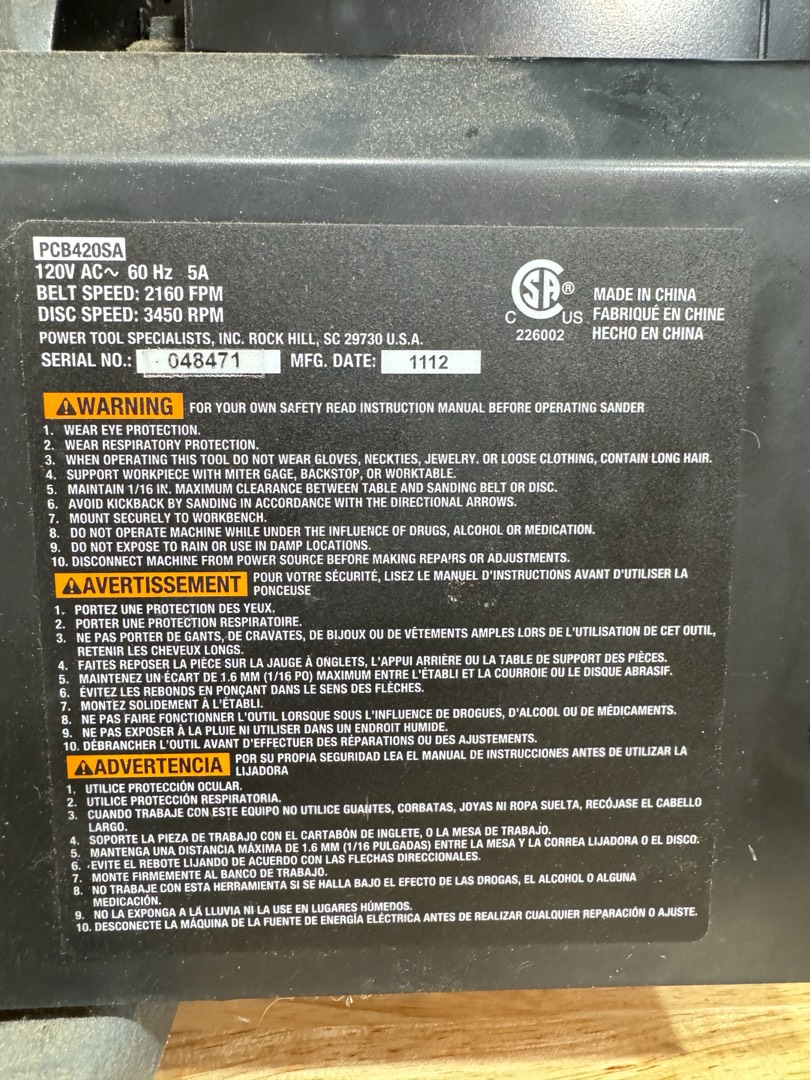 PCB420SA
120V AC~ 60 Hz 5A
BELT SPEED: 2160 FPM
DISC SPEED: 3450 RPM
POWER TOOL SPECIALISTS, INC. ROCK HILL, SC 29730 U.S.A.
SERIAL NO.: 048471 MFG. DATE: 1112
CSA® C US
226002
MADE IN CHINA
FABRIQUÉ EN CHINE
HECHO EN CHINA
⚠WARNING FOR YOUR OWN SAFETY READ INSTRUCTION MANUAL BEFORE OPERATING SANDER
1. WEAR EYE PROTECTION.
2. WEAR RESPIRATORY PROTECTION.
3. WHEN OPERATING THIS TOOL DO NOT WEAR GLOVES, NECKTIES, JEWELRY. OR LOOSE CLOTHING, CONTAIN LONG HAIR.
4. SUPPORT WORKPIECE WITH MITER GAGE, BACKSTOP, OR WORKTABLE.
5. MAINTAIN 1/16 IN. MAXIMUM CLEARANCE BETWEEN TABLE AND SANDING BELT OR DISC.
6. AVOID KICKBACK BY SANDING IN ACCORDANCE WITH THE DIRECTIONAL ARROWS.
7. MOUNT SECURELY TO WORKBENCH.
8. DO NOT OPERATE MACHINE WHILE UNDER THE INFLUENCE OF DRUGS, ALCOHOL OR MEDICATION.
9. DO NOT EXPOSE TO RAIN OR USE IN DAMP LOCATIONS.
10. DISCONNECT MACHINE FROM POWER SOURCE BEFORE MAKING REPAIRS OR ADJUSTMENTS.
⚠AVERTISSEMENT POUR VOTRE SÉCURITÉ, LISEZ LE MANUEL D'INSTRUCTIONS AVANT D'UTILISER LA
PONCEUSE
1. PORTEZ UNE PROTECTION DES YEUX.
2. PORTER UNE PROTECTION RESPIRATOIRE.
3. NE PAS PORTER DE GANTS, DE CRAVATES, DE BIJOUX OU DE VÊTEMENTS AMPLES LORS DE L'UTILISATION DE CET OUTIL,
RETENIR LES CHEVEUX LONGS.
4. FAITES REPOSER LA PIÈCE SUR LA JAUGE À ONGLETS, L'APPUI ARRIÈRE OU LA TABLE DE SUPPORT DES PIÈCES.
5. MAINTENEZ UN ÉCART DE 1.6 MM (1/16 PO) MAXIMUM ENTRE L'ÉTABLI ET LA COURROIE OU LE DISQUE ABRASIF.
6. ÉVITEZ LES REBONDS EN PONÇANT DANS LE SENS DES FLÈCHES.
7. MONTEZ SOLIDEMENT À L'ÉTABLI.
8. NE PAS FAIRE FONCTIONNER L'OUTIL LORSQUE SOUS L'INFLUENCE DE DROGUES, D'ALCOOL OU DE MÉDICAMENTS.
9. NE PAS EXPOSER À LA PLUIE NI UTILISER DANS UN ENDROIT HUMIDE.
10. DÉBRANCHER L'OUTIL AVANT D'EFFECTUER DES RÉPARATIONS OU DES AJUSTEMENTS.
⚠ADVERTENCIA POR SU PROPIA SEGURIDAD LEA EL MANUAL DE INSTRUCCIONES ANTES DE UTILIZAR LA
LIJADORA
1. UTILICE PROTECCIÓN OCULAR.
2. UTILICE PROTECCIÓN RESPIRATORIA.
3. CUANDO TRABAJE CON ESTE EQUIPO NO UTILICE GUANTES, CORBATAS, JOYAS NI ROPA SUELTA, RECÓJASE EL CABELLO
LARGO.
4. SOPORTE LA PIEZA DE TRABAJO CON EL CARTABÓN DE INGLETE, O LA MESA DE TRABAJO.
5. MANTENGA UNA DISTANCIA MÁXIMA DE 1.6 MM (1/16 PULGADAS) ENTRE LA MESA Y LA CORREA LIJADORA O EL DISCO.
6. EVITE EL REBOTE LIJANDO DE ACUERDO CON LAS FLECHAS DIRECCIONALES.
7. MONTE FIRMEMENTE AL BANCO DE TRABAJO.
8. NO TRABAJE CON ESTA HERRAMIENTA SI SE HALLA BAJO EL EFECTO DE LAS DROGAS, EL ALCOHOL O ALGUNA
MEDICACIÓN.
9. NO LA EXPONGA A LA LLUVIA NI LA USE EN LUGARES HÚMEDOS.
10. DESCONECTE LA MÁQUINA DE LA FUENTE DE ENERGÍA ELÉCTRICA ANTES DE REALIZAR CUALQUIER REPARACIÓN O AJUSTE.